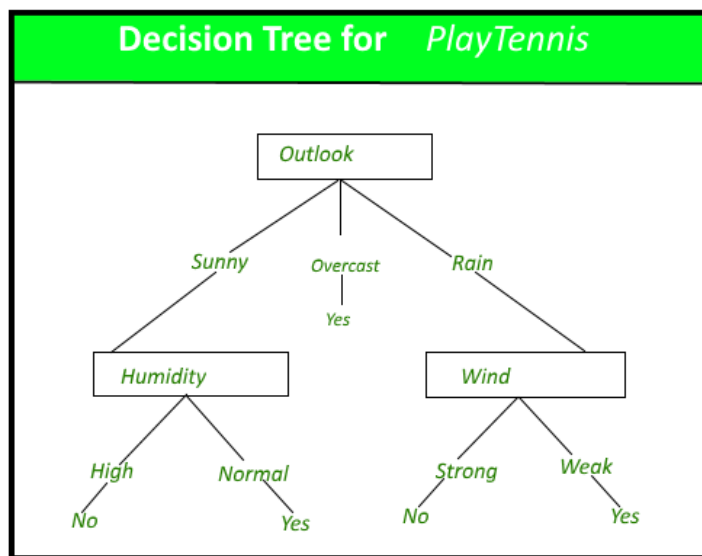 Decision Tree for PlayTennis
Outlook
Sunny Overcast Rain
Yes
Humidity Wind
High Normal Strong Weak
No Yes No Yes